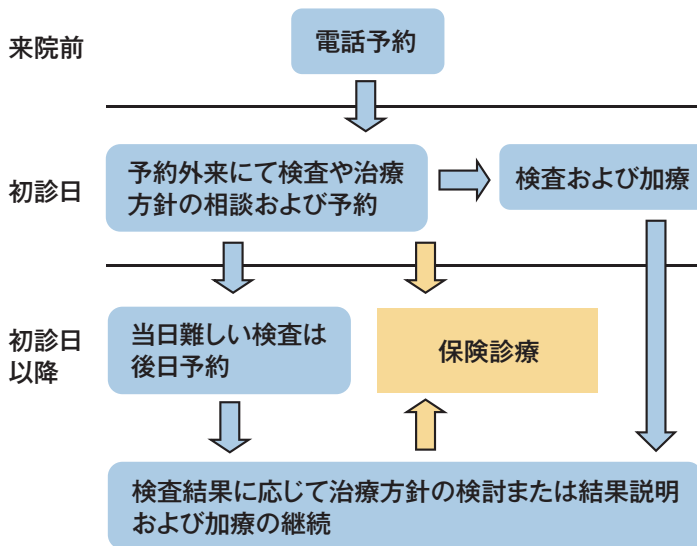 来院前
電話予約
初診日
予約外来にて検査や治療
方針の相談および予約
検査および加療
初診日
以降
当日難しい検査は
後日予約
保険診療
検査結果に応じて治療方針の検討または結果説明
および加療の継続